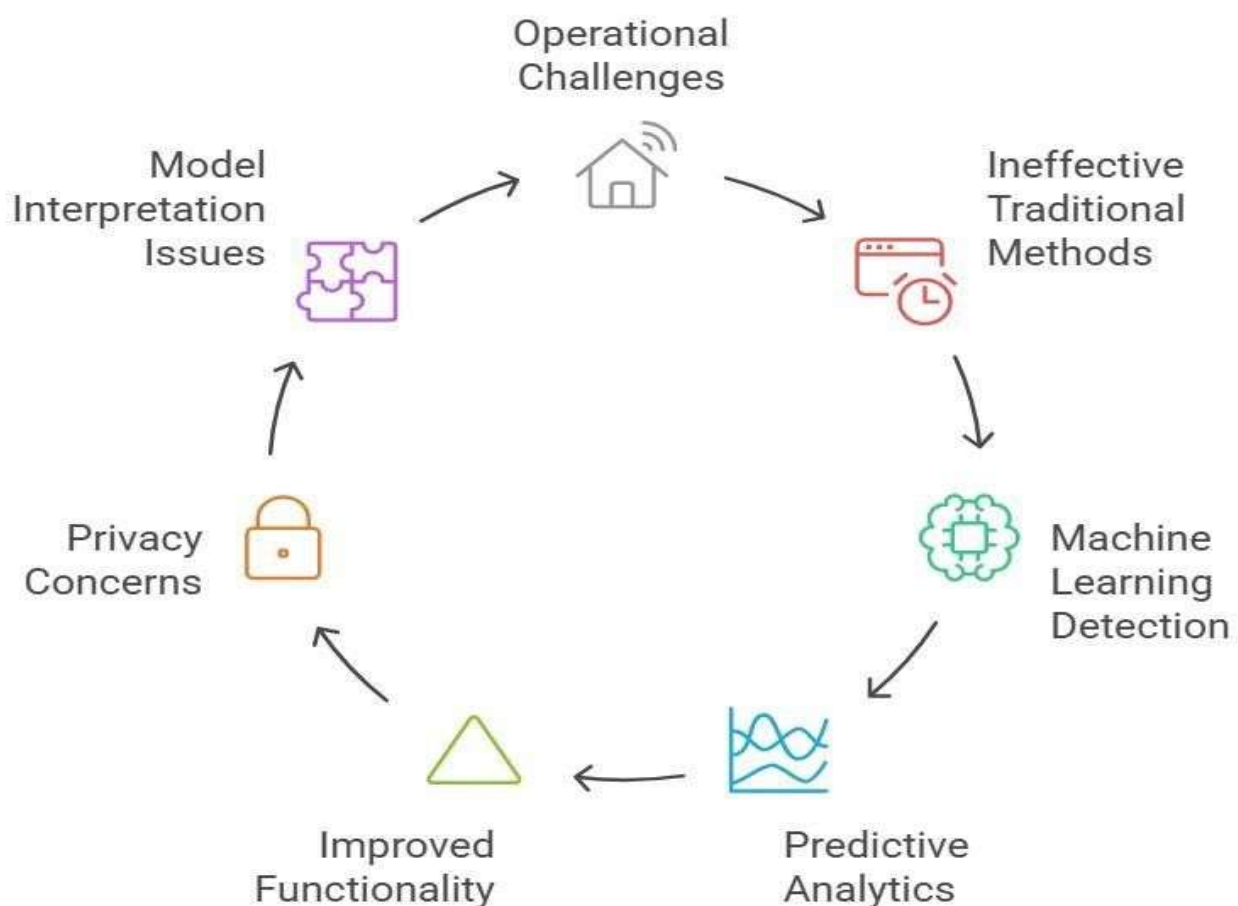 Operational
Challenges
Ineffective
Traditional
Methods
Machine
Learning
Detection
Predictive
Analytics
Improved
Functionality
Privacy
Concerns
Model
Interpretation
Issues